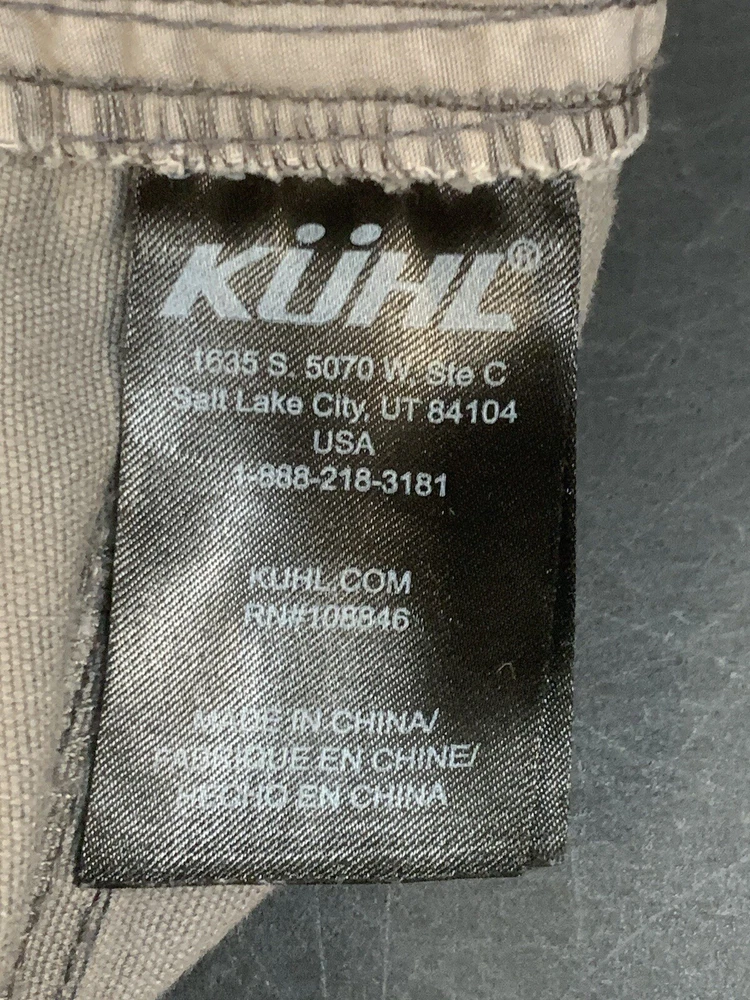 KÜHL®
1635 S. 5070 W. Ste C
Salt Lake City, UT 84104
USA
1-888-218-3181
KUHL.COM
RN#108846
MADE IN CHINA/
FABRIQUE EN CHINE/
HECHO EN CHINA